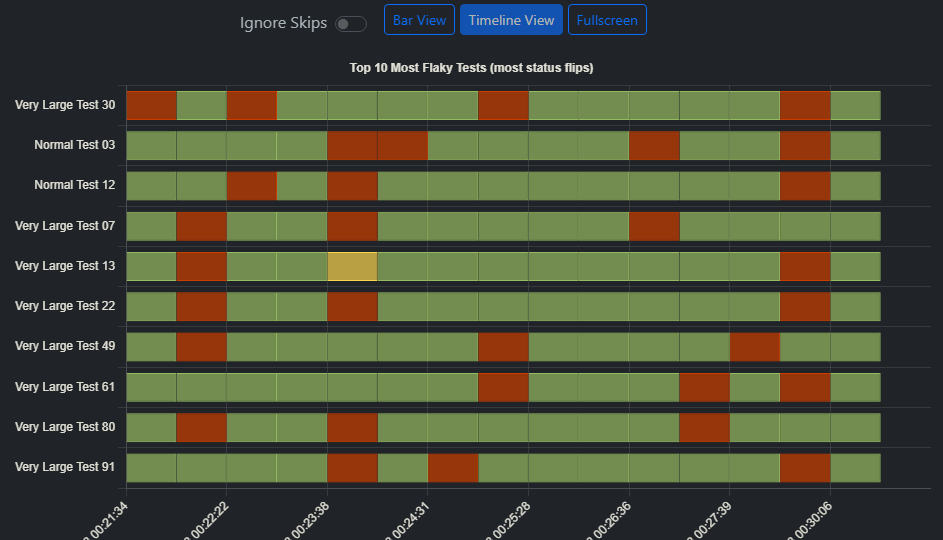 Ignore Skips Bar View Timeline View Fullscreen
Top 10 Most Flaky Tests (most status flips)
Very Large Test 30
Normal Test 03
Normal Test 12
Very Large Test 07
Very Large Test 13
Very Large Test 22
Very Large Test 49
Very Large Test 61
Very Large Test 80
Very Large Test 91
00:21:34
00:22:22
00:23:38
00:24:31
00:25:28
00:26:36
00:27:39
00:30:06